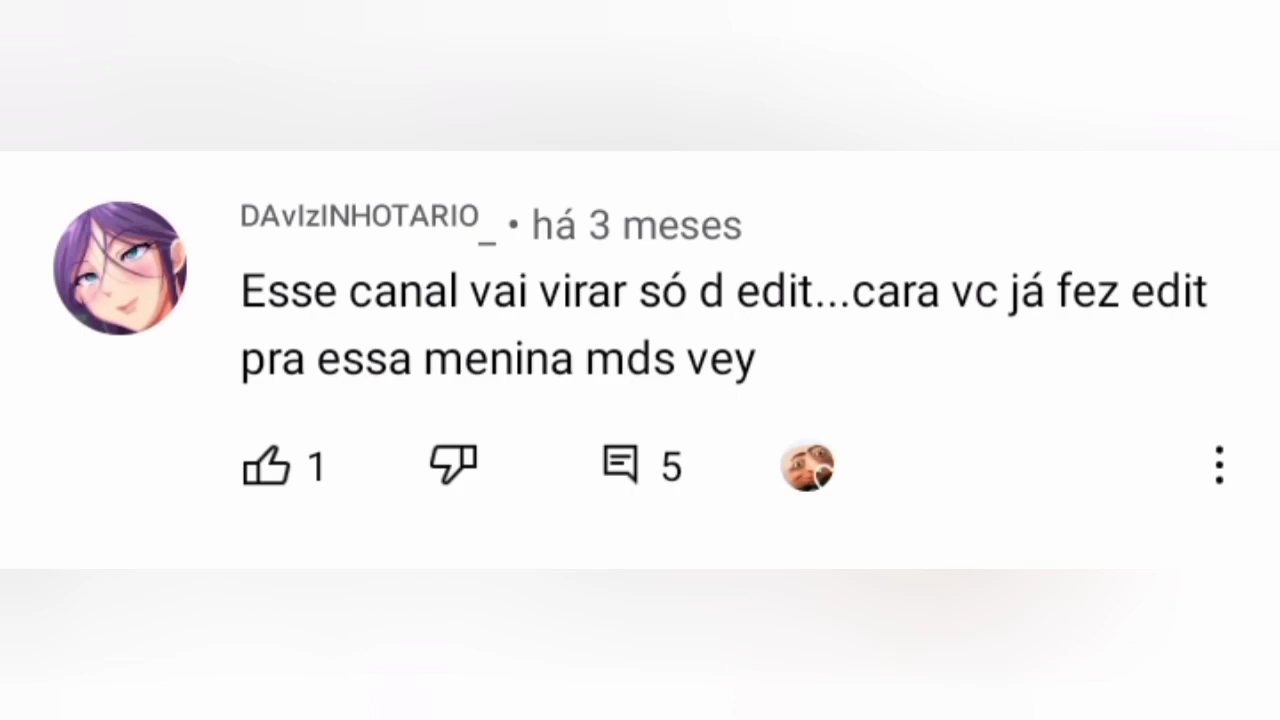 DAvIzINHOTARIO_ • há 3 meses
Esse canal vai virar só d edit...cara vc já fez edit
pra essa menina mds vey
1 5